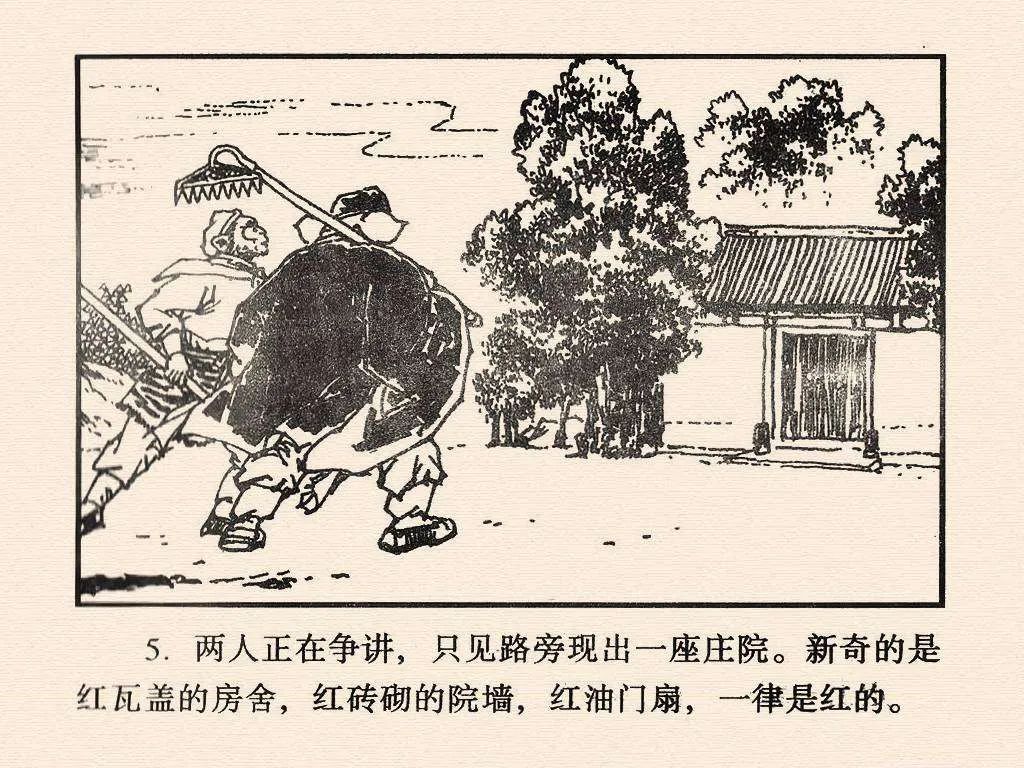 5. 两人正在争讲，只见路旁现出一座庄院。新奇的是
红瓦盖的房舍，红砖砌的院墙，红油门扇，一律是红的。